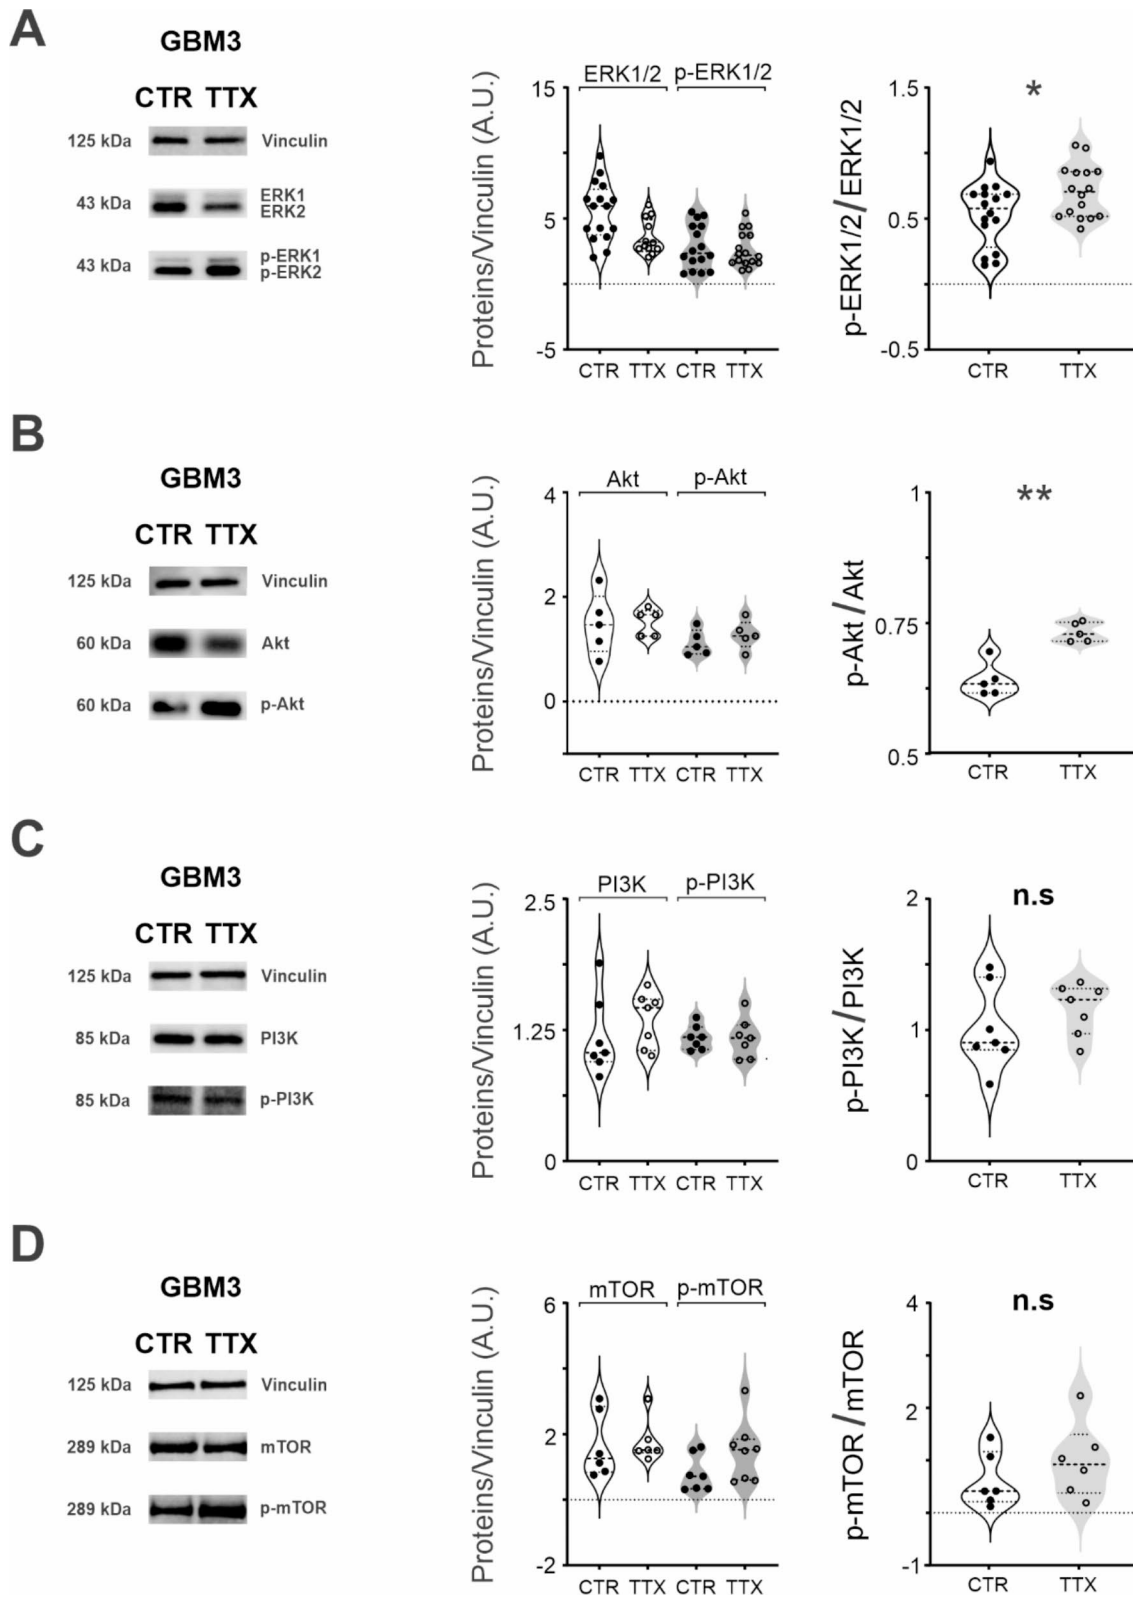 A
GBM3
CTR TTX
125 kDa Vinculin
43 kDa ERK1
ERK2
43 kDa p-ERK1
p-ERK2
Proteins/Vinculin (A.U.)
ERK1/2 p-ERK1/2
15
5
-5
CTR TTX CTR TTX
p-ERK1/2/ERK1/2
*
1.5
0.5
-0.5
CTR TTX
B
GBM3
CTR TTX
125 kDa Vinculin
60 kDa Akt
60 kDa p-Akt
Proteins/Vinculin (A.U.)
Akt p-Akt
4
2
0
CTR TTX CTR TTX
p-Akt/Akt
**
1
0.75
0.5
CTR TTX
C
GBM3
CTR TTX
125 kDa Vinculin
85 kDa PI3K
85 kDa p-PI3K
Proteins/Vinculin (A.U.)
PI3K p-PI3K
2.5
1.25
0
CTR TTX CTR TTX
p-PI3K/PI3K
n.s
2
1
0
CTR TTX
D
GBM3
CTR TTX
125 kDa Vinculin
289 kDa mTOR
289 kDa p-mTOR
Proteins/Vinculin (A.U.)
mTOR p-mTOR
6
2
-2
CTR TTX CTR TTX
p-mTOR/mTOR
n.s
4
2
-1
CTR TTX